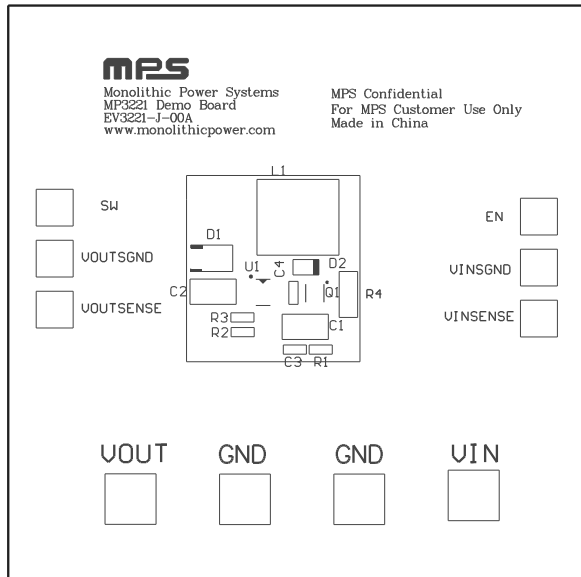 MPS
Monolithic Power Systems
MP3221 Demo Board
EV3221-J-00A
www.monolithicpower.com
MPS Confidential
For MPS Customer Use Only
Made in China
L1
SW
EN
D1
VOUTSGND
U1
C4
D2
VINSGND
C2
Q1
R4
VOUTSENSE
VINSENSE
R3
R2
C1
C3
R1
VOUT
GND
GND
VIN